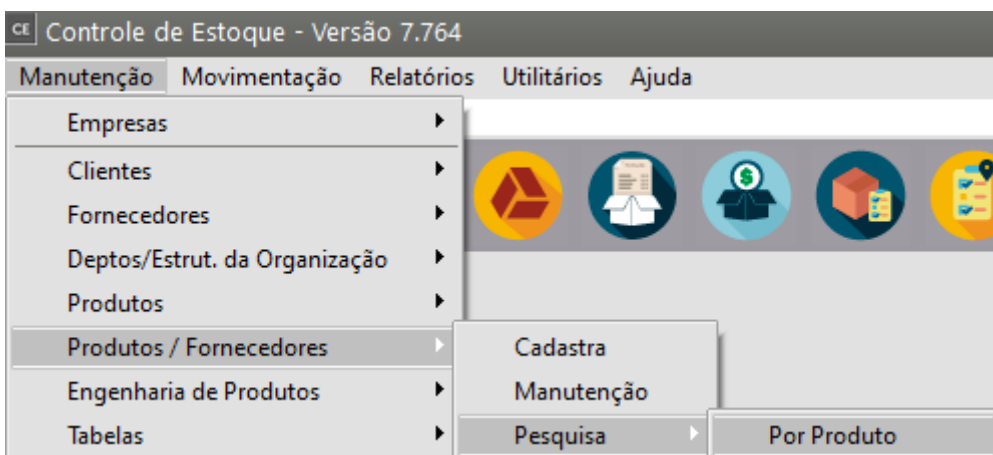 CE Controle de Estoque - Versão 7.764
Manutenção Movimentação Relatórios Utilitários Ajuda
Empresas
Clientes
Fornecedores
Deptos/Estrut. da Organização
Produtos
Produtos / Fornecedores
Cadastra
Engenharia de Produtos
Manutenção
Tabelas
Pesquisa
Por Produto